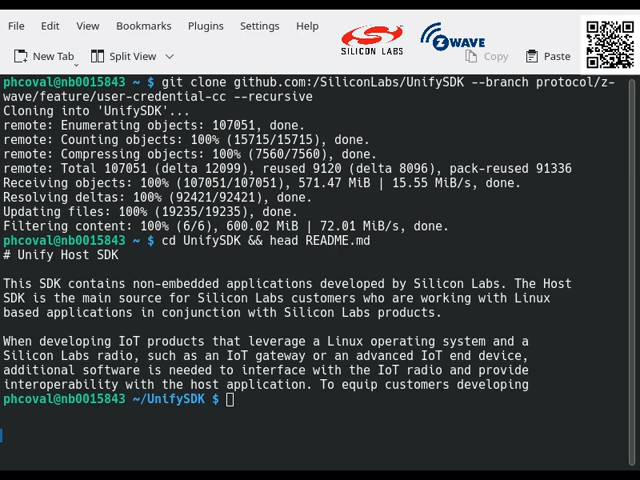 File Edit View Bookmarks Plugins Settings Help
SILICON LABS
Z WAVE
New Tab Split View Copy Paste
phcoval@nb0015843 ~ $ git clone github.com:/SiliconLabs/UnifySDK --branch protocol/z-
wave/feature/user-credential-cc --recursive
Cloning into 'UnifySDK'...
remote: Enumerating objects: 107051, done.
remote: Counting objects: 100% (15715/15715), done.
remote: Compressing objects: 100% (7560/7560), done.
remote: Total 107051 (delta 12099), reused 9120 (delta 8096), pack-reused 91336
Receiving objects: 100% (107051/107051), 571.47 MiB | 15.55 MiB/s, done.
Resolving deltas: 100% (92421/92421), done.
Updating files: 100% (19235/19235), done.
Filtering content: 100% (6/6), 600.02 MiB | 72.01 MiB/s, done.
phcoval@nb0015843 ~ $ cd UnifySDK && head README.md
# Unify Host SDK
This SDK contains non-embedded applications developed by Silicon Labs. The Host
SDK is the main source for Silicon Labs customers who are working with Linux
based applications in conjunction with Silicon Labs products.
When developing IoT products that leverage a Linux operating system and a
Silicon Labs radio, such as an IoT gateway or an advanced IoT end device,
additional software is needed to interface with the IoT radio and provide
interoperability with the host application. To equip customers developing
phcoval@nb0015843 ~/UnifySDK $